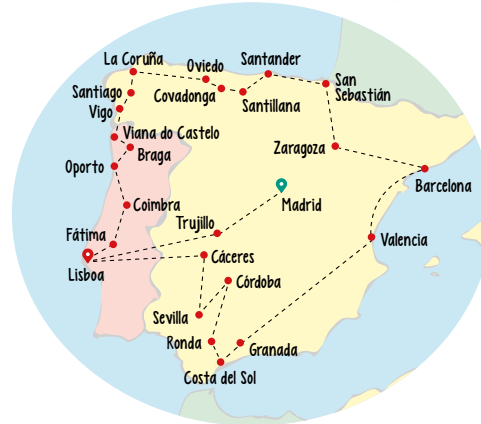 La Coruña
Oviedo
Santander
Santiago
Covadonga
Santillana
San
Sebastián
Vigo
Viana do Castelo
Braga
Zaragoza
Oporto
Barcelona
Coimbra
Madrid
Trujillo
Fátima
Valencia
Lisboa
Cáceres
Córdoba
Sevilla
Ronda
Granada
Costa del Sol